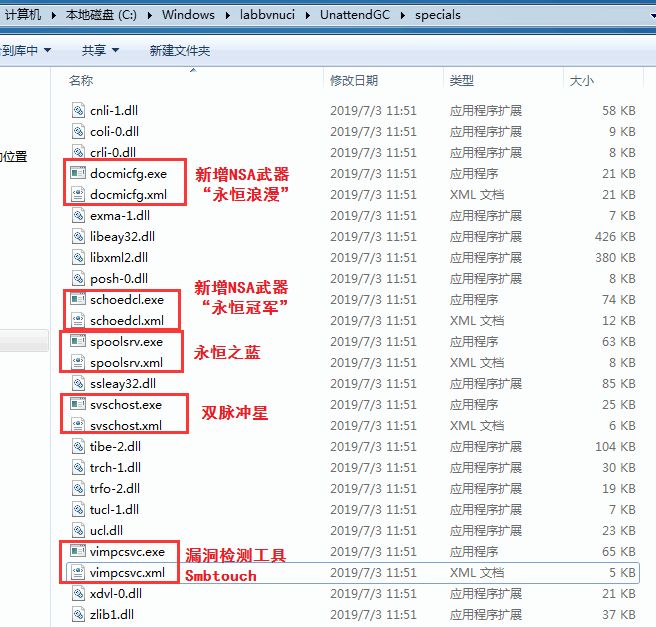 计算机 ▸ 本地磁盘 (C:) ▸ Windows ▸ labbvnuci ▸ UnattendGC ▸ specials
到库中 共享 新建文件夹
名称 修改日期 类型 大小
cnli-1.dll 2019/7/3 11:51 应用程序扩展 58 KB
coli-0.dll 2019/7/3 11:51 应用程序扩展 9 KB
crli-0.dll 2019/7/3 11:51 应用程序扩展 8 KB
的位置
docmicfg.exe 新增NSA武器 2019/7/3 11:51 应用程序 21 KB
docmicfg.xml “永恒浪漫” 2019/7/3 11:51 XML 文档 21 KB
exma-1.dll 2019/7/3 11:51 应用程序扩展 7 KB
libeay32.dll 2019/7/3 11:51 应用程序扩展 426 KB
libxml2.dll 2019/7/3 11:51 应用程序扩展 380 KB
posh-0.dll 2019/7/3 11:51 应用程序扩展 8 KB
schoedcl.exe 新增NSA武器 2019/7/3 11:51 应用程序 74 KB
schoedcl.xml “永恒冠军” 2019/7/3 11:51 XML 文档 12 KB
spoolsrv.exe 永恒之蓝 2019/7/3 11:51 应用程序 63 KB
spoolsrv.xml 2019/7/3 11:51 XML 文档 8 KB
ssleay32.dll 2019/7/3 11:51 应用程序扩展 85 KB
svschost.exe 双脉冲星 2019/7/3 11:51 应用程序 25 KB
svschost.xml 2019/7/3 11:51 XML 文档 6 KB
tibe-2.dll 2019/7/3 11:51 应用程序扩展 104 KB
trch-1.dll 2019/7/3 11:51 应用程序扩展 30 KB
trfo-2.dll 2019/7/3 11:51 应用程序扩展 19 KB
tucl-1.dll 2019/7/3 11:51 应用程序扩展 7 KB
ucl.dll 2019/7/3 11:51 应用程序扩展 23 KB
vimpcsvc.exe 漏洞检测工具 2019/7/3 11:51 应用程序 65 KB
vimpcsvc.xml Smbtouch 2019/7/3 11:51 XML 文档 5 KB
xdvl-0.dll 2019/7/3 11:51 应用程序扩展 21 KB
zlib1.dll 2019/7/3 11:51 应用程序扩展 37 KB